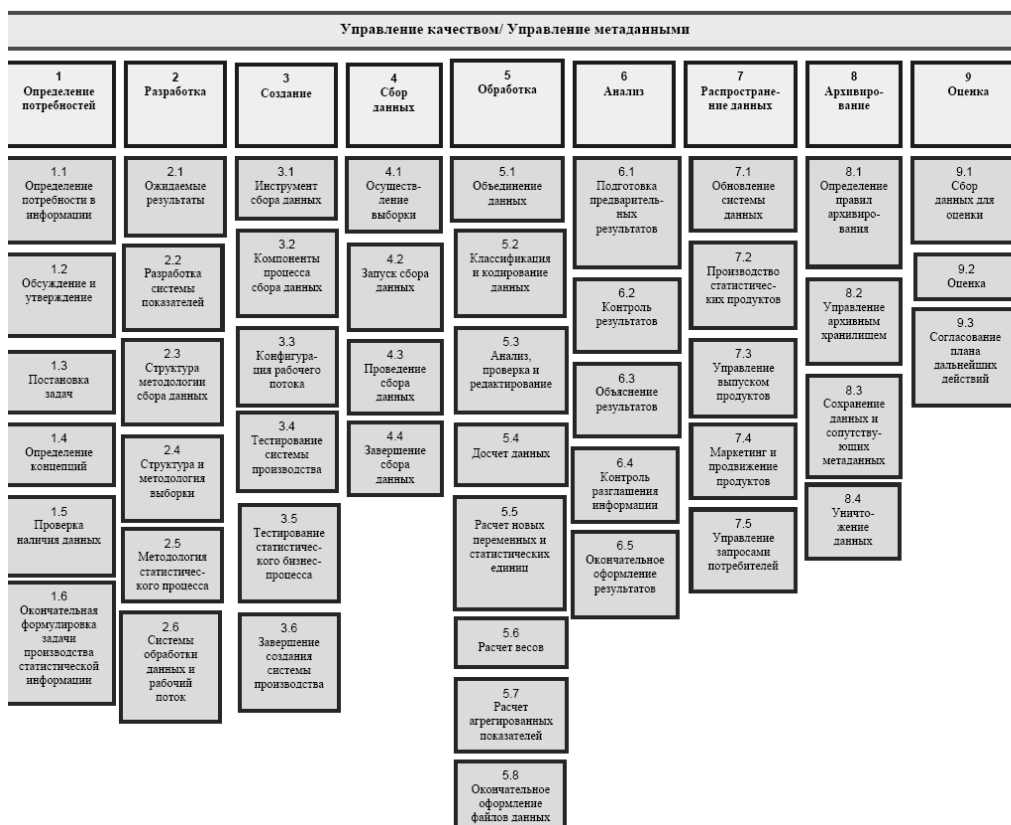 Управление качеством/ Управление метаданными
1
Определение
потребностей
2
Разработка
3
Создание
4
Сбор
данных
5
Обработка
6
Анализ
7
Распростране-
ние данных
8
Архивиро-
вание
9
Оценка
1.1
Определение
потребности в
информации
1.2
Обсуждение и
утверждение
1.3
Постановка
задач
1.4
Определение
концепций
1.5
Проверка
наличия данных
1.6
Окончательная
формулировка
задачи
производства
статистической
информации
2.1
Ожидаемые
результаты
2.2
Разработка
системы
показателей
2.3
Структура
методологии
сбора данных
2.4
Структура и
методология
выборки
2.5
Методология
статистичес-
кого процесса
2.6
Системы
обработки
данных и
рабочий
поток
3.1
Инструмент
сбора данных
3.2
Компоненты
процесса
сбора данных
3.3
Конфигура-
ция рабочего
потока
3.4
Тестирование
системы
производства
3.5
Тестирование
статистичес-
кого бизнес-
процесса
3.6
Завершение
создания
системы
производства
4.1
Осущест-
вление
выборки
4.2
Запуск сбора
данных
4.3
Проведение
сбора
данных
4.4
Завершение
сбора
данных
5.1
Объединение
данных
5.2
Классификация
и кодирование
данных
5.3
Анализ,
проверка и
редактирование
5.4
Досчет данных
5.5
Расчет новых
переменных и
статистических
единиц
5.6
Расчет весов
5.7
Расчет
агрегированных
показателей
5.8
Окончательное
оформление
файлов данных
6.1
Подготовка
предваритель-
ных
результатов
6.2
Контроль
результатов
6.3
Объяснение
результатов
6.4
Контроль
разглашения
информации
6.5
Окончательное
оформление
результатов
7.1
Обновление
системы
данных
7.2
Производство
статистичес-
ких продуктов
7.3
Управление
выпуском
продуктов
7.4
Маркетинг и
продвижение
продуктов
7.5
Управление
запросами
потребителей
8.1
Определение
правил
архивиро-
вания
8.2
Управление
архивным
хранилищем
8.3
Сохранение
данных и
сопутству-
ющих
метаданных
8.4
Уничто-
жение
данных
9.1
Сбор
данных для
оценки
9.2
Оценка
9.3
Согласование
плана
дальнейших
действий